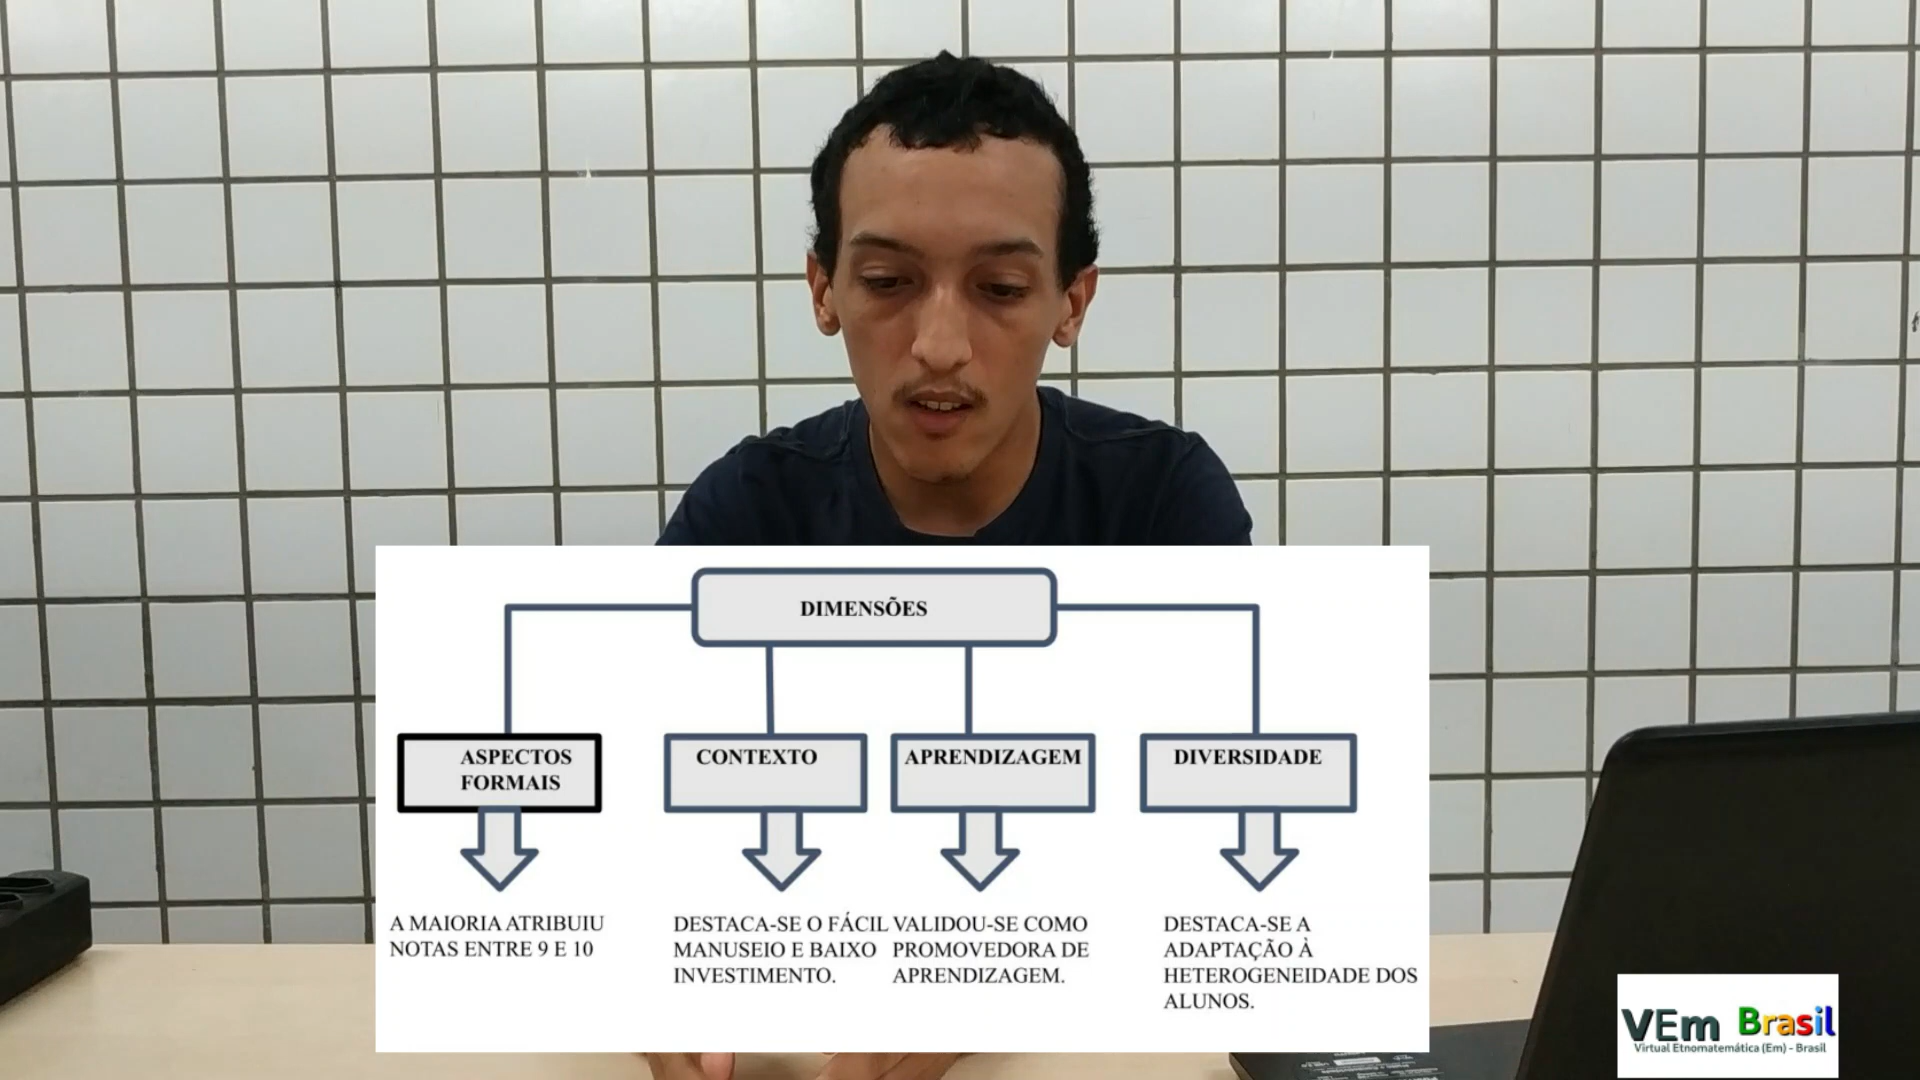 DIMENSÕES
ASPECTOS
FORMAIS
CONTEXTO
APRENDIZAGEM
DIVERSIDADE
A MAIORIA ATRIBUIU
NOTAS ENTRE 9 E 10
DESTACA-SE O FÁCIL
MANUSEIO E BAIXO
INVESTIMENTO.
VALIDOU-SE COMO
PROMOVEDORA DE
APRENDIZAGEM.
DESTACA-SE A
ADAPTAÇÃO À
HETEROGENEIDADE DOS
ALUNOS.
VEm Brasil
Virtual Etnomatemática (Em) - Brasil